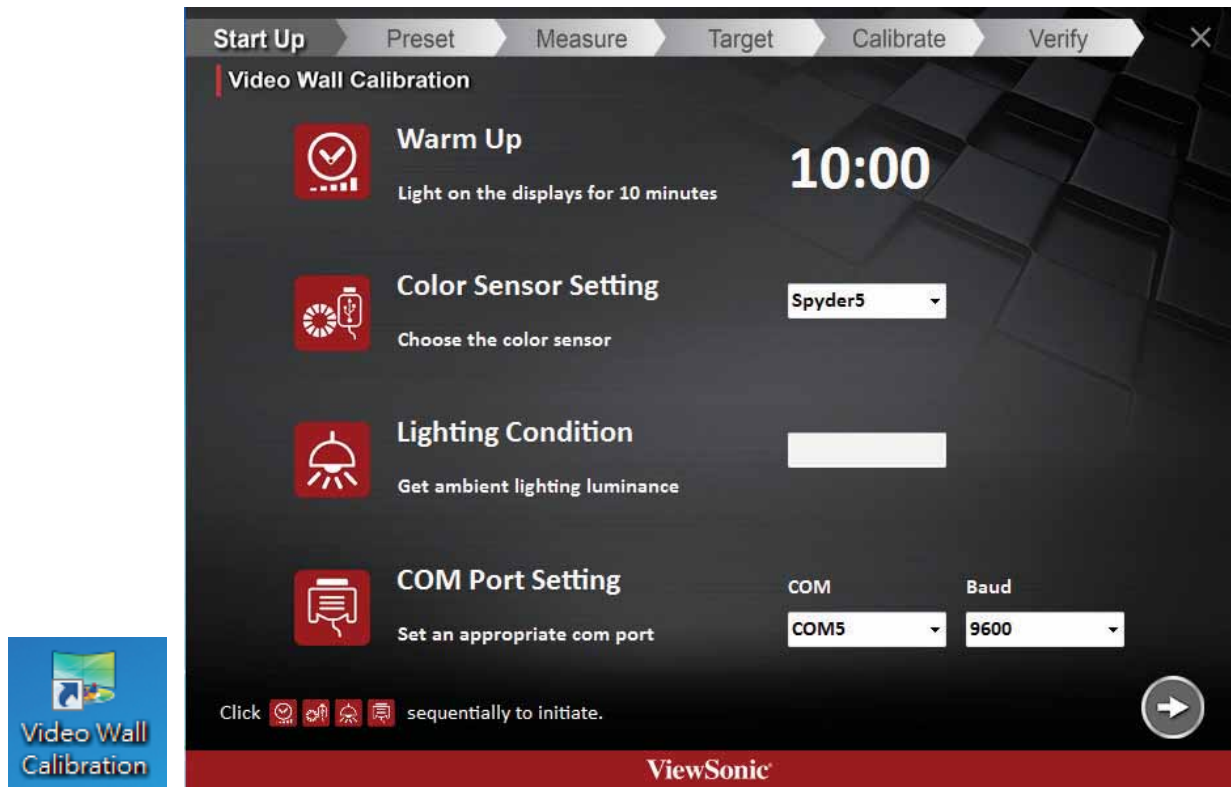 Start Up
Preset
Measure
Target
Calibrate
Verify
Video Wall Calibration
Warm Up
10:00
Light on the displays for 10 minutes
Color Sensor Setting
Spyder5
Choose the color sensor
Lighting Condition
Get ambient lighting luminance
COM Port Setting
COM
Baud
Set an appropriate com port
COM5
9600
Click sequentially to initiate.
ViewSonic
Video Wall
Calibration